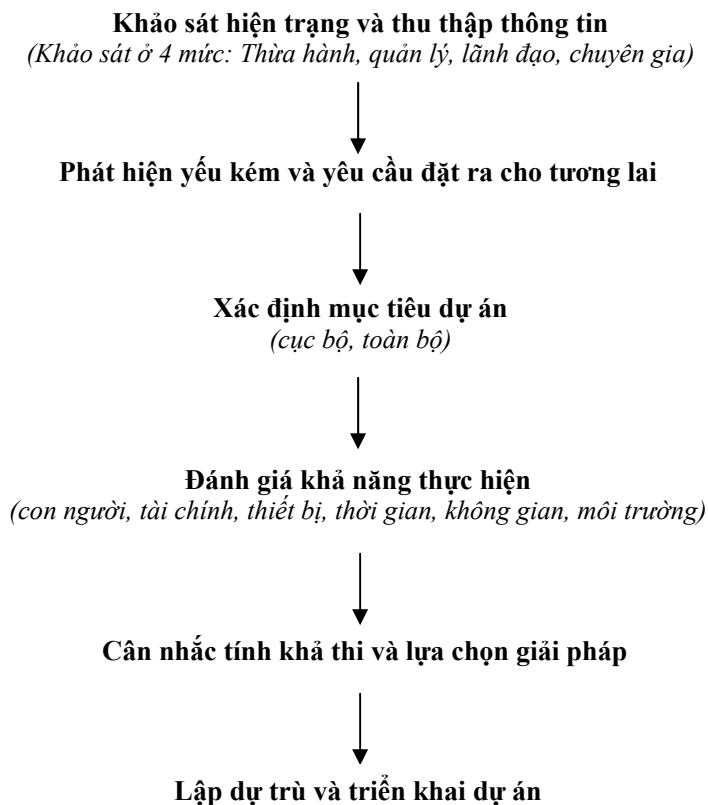 Khảo sát hiện trạng và thu thập thông tin
(Khảo sát ở 4 mức: Thừa hành, quản lý, lãnh đạo, chuyên gia)
Phát hiện yếu kém và yêu cầu đặt ra cho tương lai
Xác định mục tiêu dự án
(cục bộ, toàn bộ)
Đánh giá khả năng thực hiện
(con người, tài chính, thiết bị, thời gian, không gian, môi trường)
Cân nhắc tính khả thi và lựa chọn giải pháp
Lập dự trù và triển khai dự án